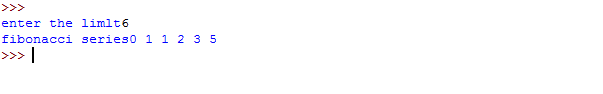 >>>
enter the limlt6
fibonacci series0 1 1 2 3 5
>>>